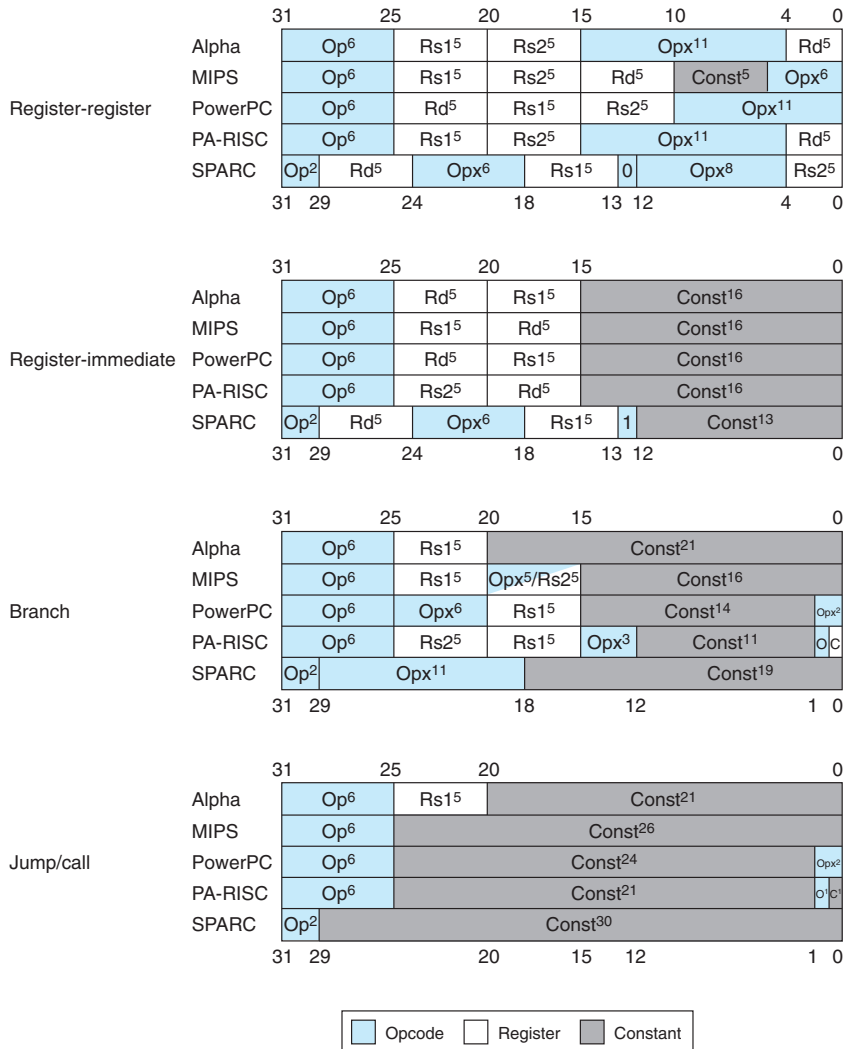 31 25 20 15 10 4 0
Alpha Op⁶ Rs1⁵ Rs2⁵ Opx¹¹ Rd⁵
MIPS Op⁶ Rs1⁵ Rs2⁵ Rd⁵ Const⁵ Opx⁶
Register-register PowerPC Op⁶ Rd⁵ Rs1⁵ Rs2⁵ Opx¹¹
PA-RISC Op⁶ Rs1⁵ Rs2⁵ Opx¹¹ Rd⁵
SPARC Op² Rd⁵ Opx⁶ Rs1⁵ 0 Opx⁸ Rs2⁵
31 29 24 18 13 12 4 0
31 25 20 15 0
Alpha Op⁶ Rd⁵ Rs1⁵ Const¹⁶
MIPS Op⁶ Rs1⁵ Rd⁵ Const¹⁶
Register-immediate PowerPC Op⁶ Rd⁵ Rs1⁵ Const¹⁶
PA-RISC Op⁶ Rs2⁵ Rd⁵ Const¹⁶
SPARC Op² Rd⁵ Opx⁶ Rs1⁵ 1 Const¹³
31 29 24 18 13 12 0
31 25 20 15 0
Alpha Op⁶ Rs1⁵ Const²¹
MIPS Op⁶ Rs1⁵ Opx⁵/Rs2⁵ Const¹⁶
Branch PowerPC Op⁶ Opx⁶ Rs1⁵ Const¹⁴ Opx²
PA-RISC Op⁶ Rs2⁵ Rs1⁵ Opx³ Const¹¹ O C
SPARC Op² Opx¹¹ Const¹⁹
31 29 18 12 1 0
31 25 20 0
Alpha Op⁶ Rs1⁵ Const²¹
MIPS Op⁶ Const²⁶
Jump/call PowerPC Op⁶ Const²⁴ Opx²
PA-RISC Op⁶ Const²¹ O¹ C¹
SPARC Op² Const³⁰
31 29 20 15 12 1 0
Opcode Register Constant